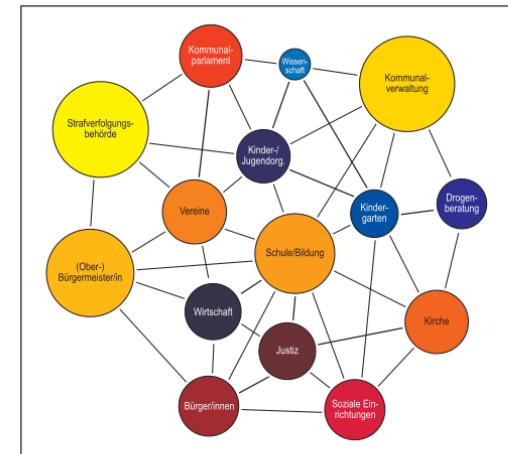 Kommunal-
parlament
Wissen-
schaft
Kommunal-
verwaltung
Strafverfolgungs-
behörde
Kinder-/
Jugendorg.
Vereine
Kinder-
garten
Drogen-
beratung
(Ober-)
Bürgermeister/in
Schule/Bildung
Wirtschaft
Kirche
Justiz
Bürger/innen
Soziale Ein-
richtungen